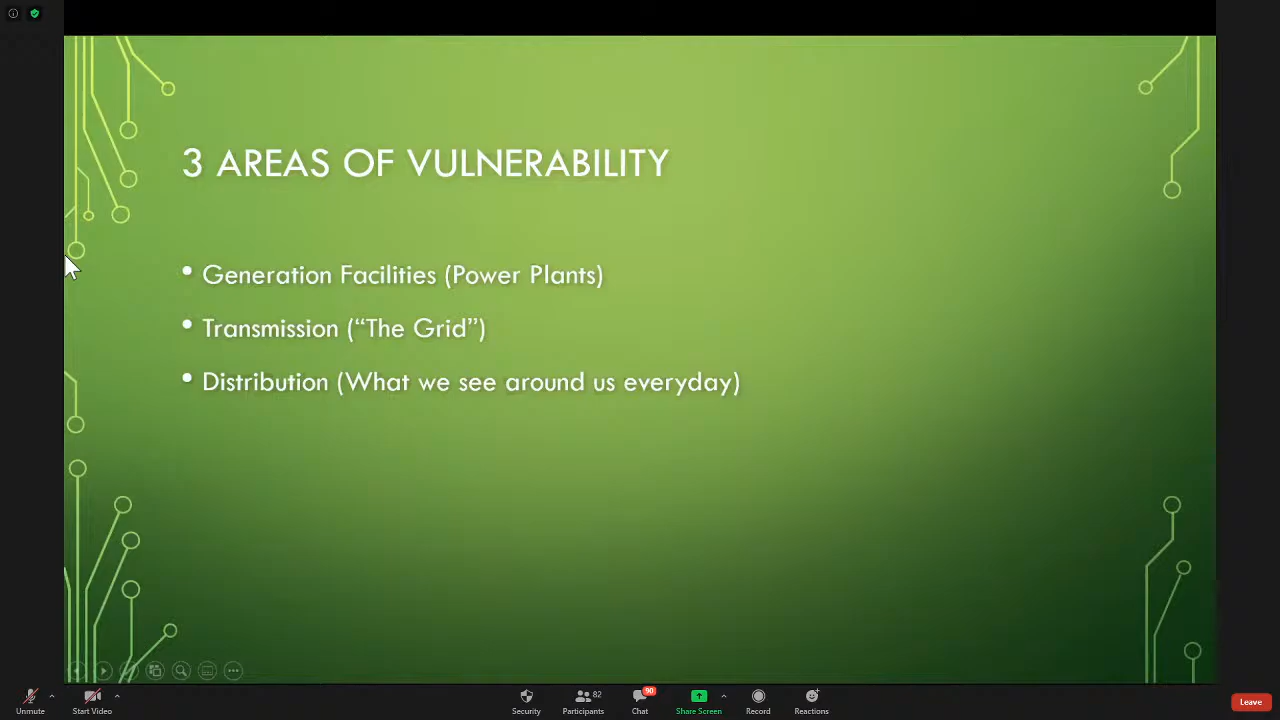 3 AREAS OF VULNERABILITY
• Generation Facilities (Power Plants)
• Transmission (“The Grid”)
• Distribution (What we see around us everyday)
Unmute
Start Video
Security
82
Participants
90
Chat
Share Screen
Record
Reactions
Leave